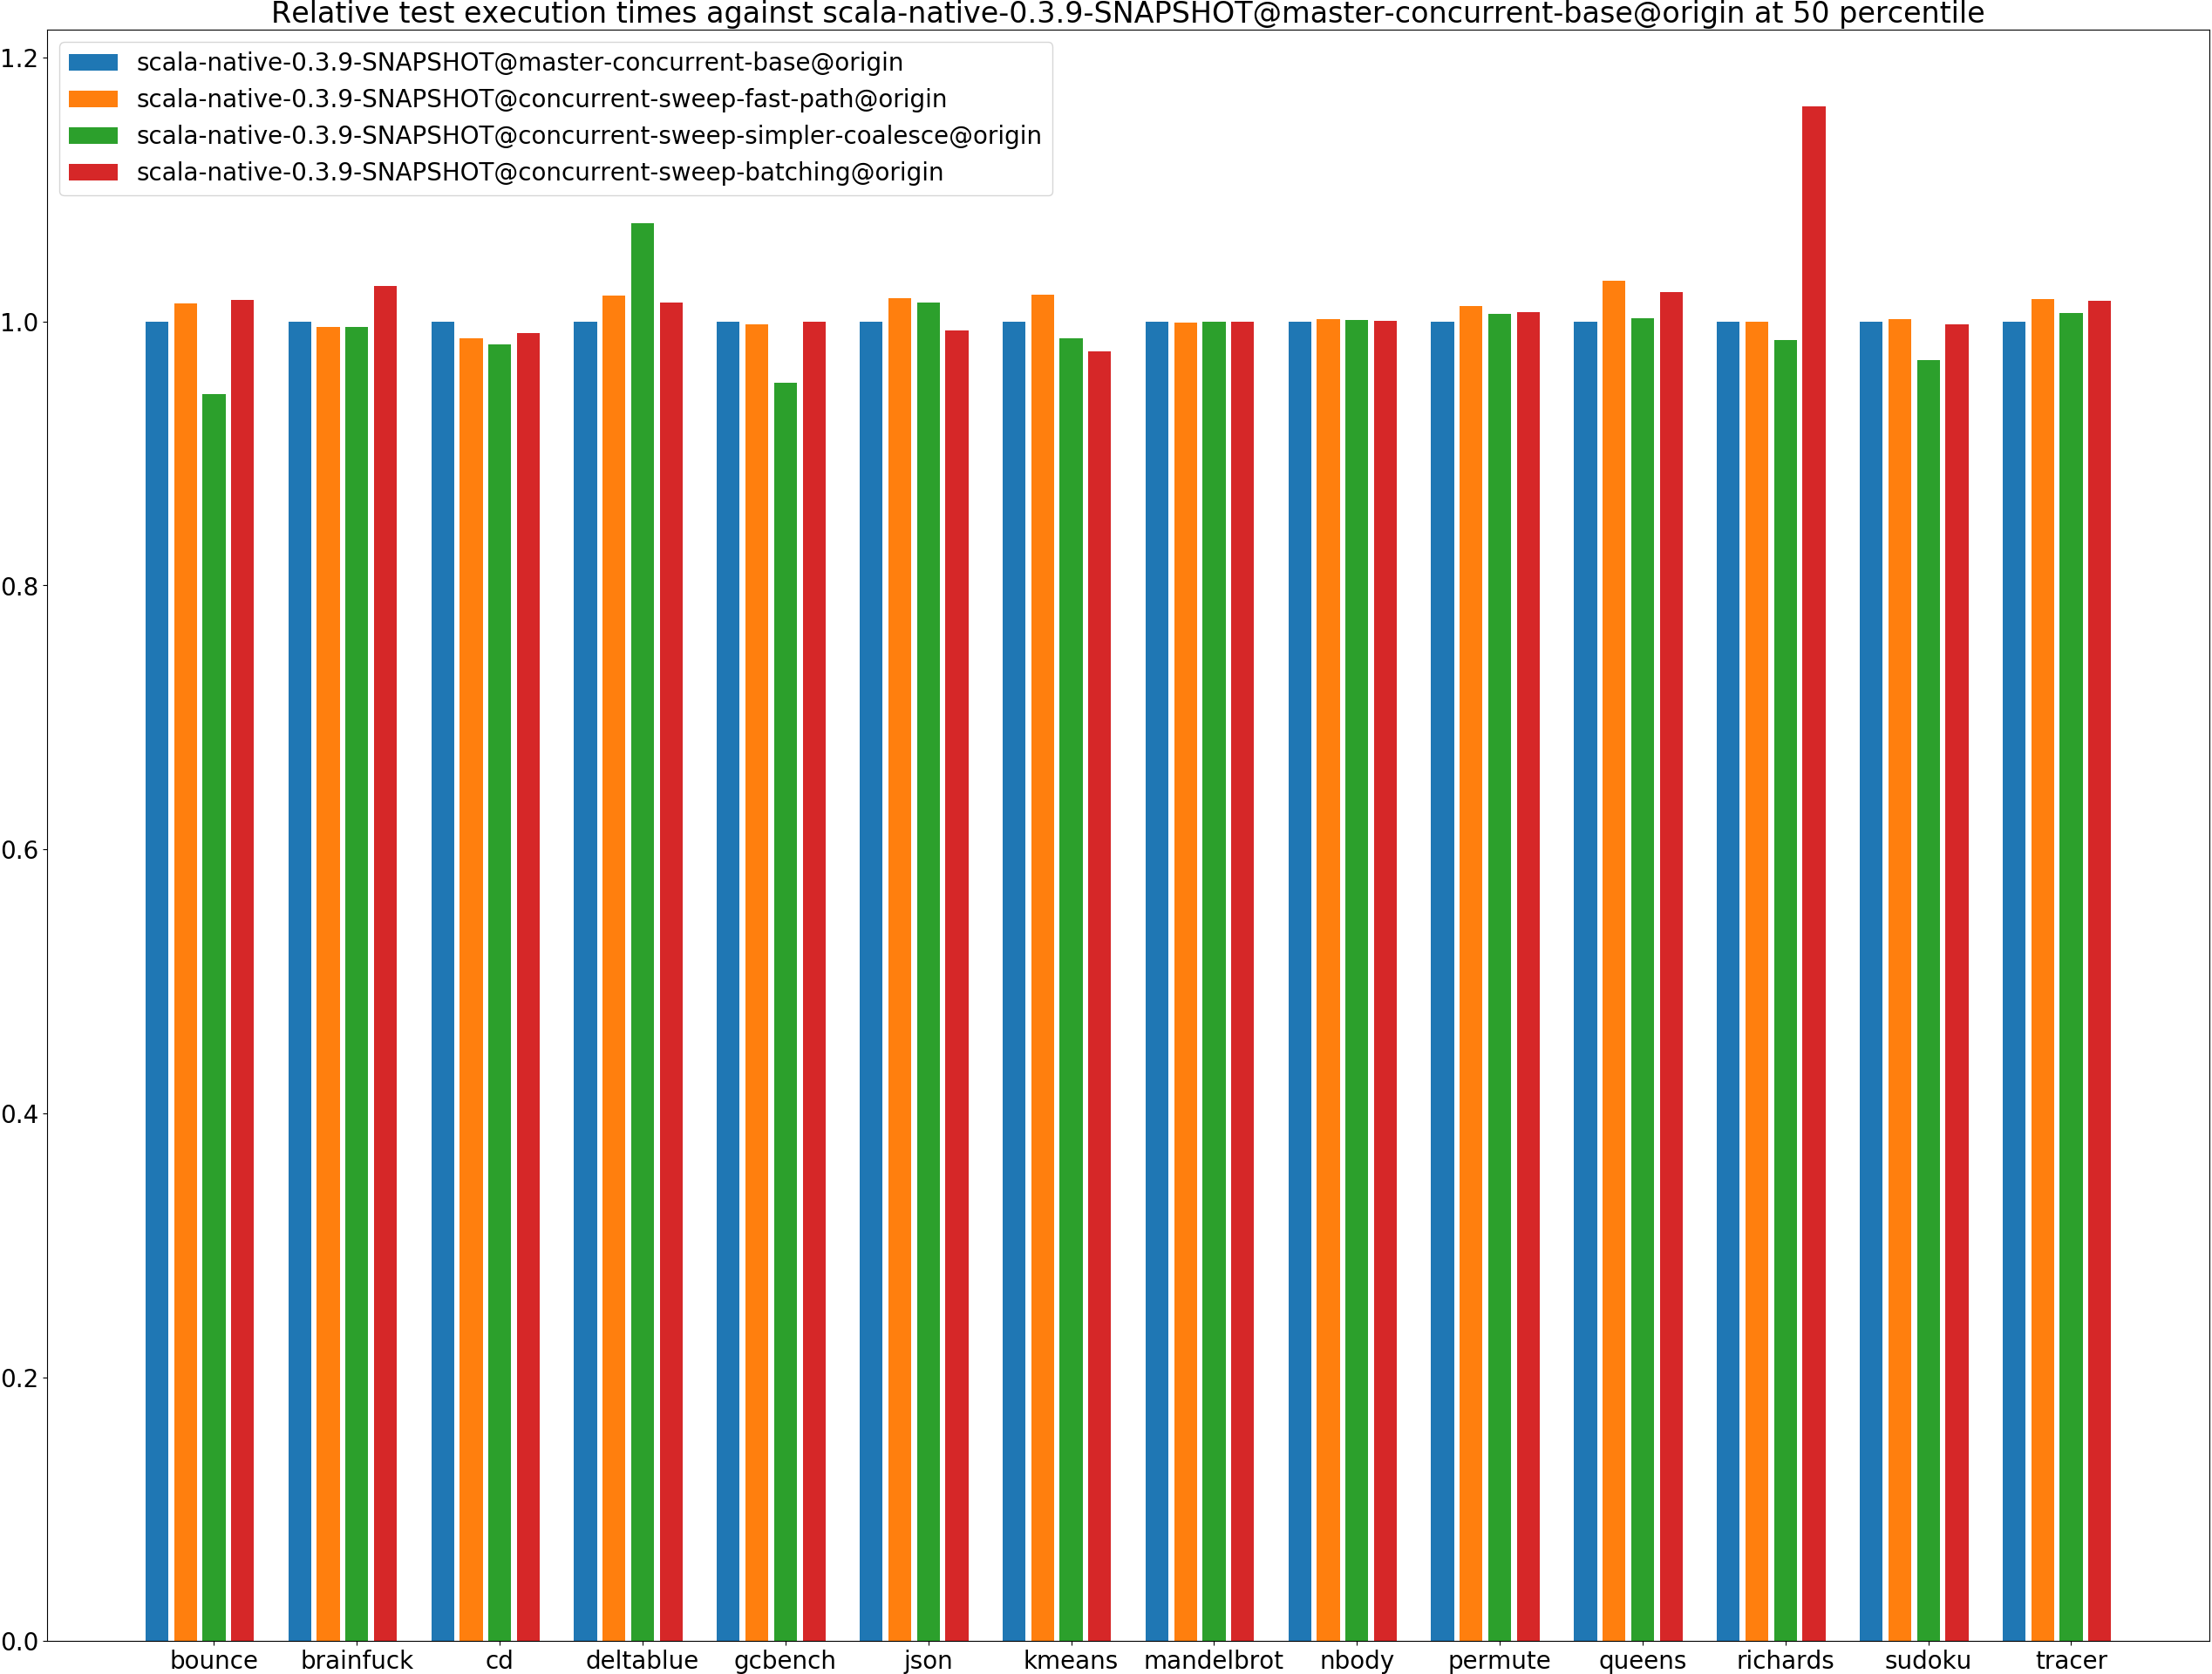 Relative test execution times against scala-native-0.3.9-SNAPSHOT@master-concurrent-base@origin at 50 percentile
1.2
1.0
0.8
0.6
0.4
0.2
0.0
scala-native-0.3.9-SNAPSHOT@master-concurrent-base@origin
scala-native-0.3.9-SNAPSHOT@concurrent-sweep-fast-path@origin
scala-native-0.3.9-SNAPSHOT@concurrent-sweep-simpler-coalesce@origin
scala-native-0.3.9-SNAPSHOT@concurrent-sweep-batching@origin
bounce brainfuck cd deltablue gcbench json kmeans mandelbrot nbody permute queens richards sudoku tracer